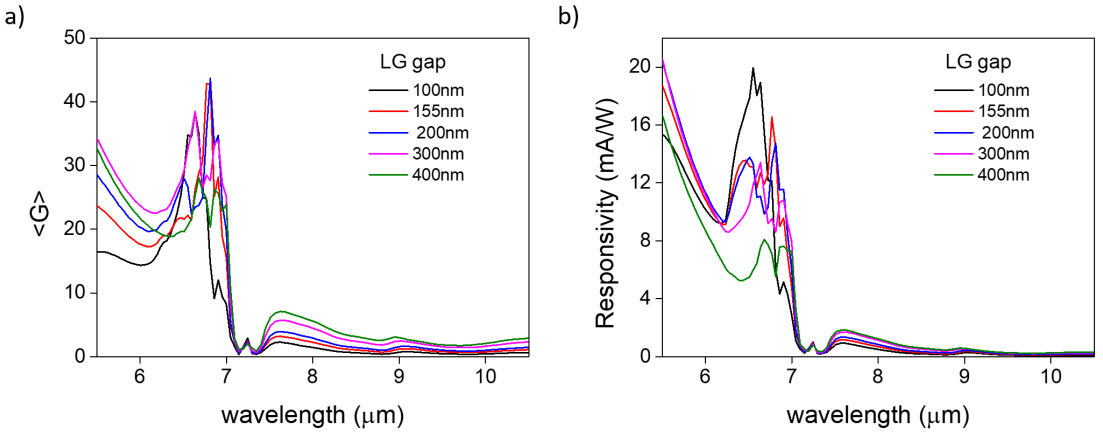 a)
50
40
30
20
10
0
<G>
6
7
8
9
10
wavelength (μm)
LG gap
100nm
155nm
200nm
300nm
400nm
b)
20
16
12
8
4
0
Responsivity (mA/W)
6
7
8
9
10
wavelength (μm)
LG gap
100nm
155nm
200nm
300nm
400nm